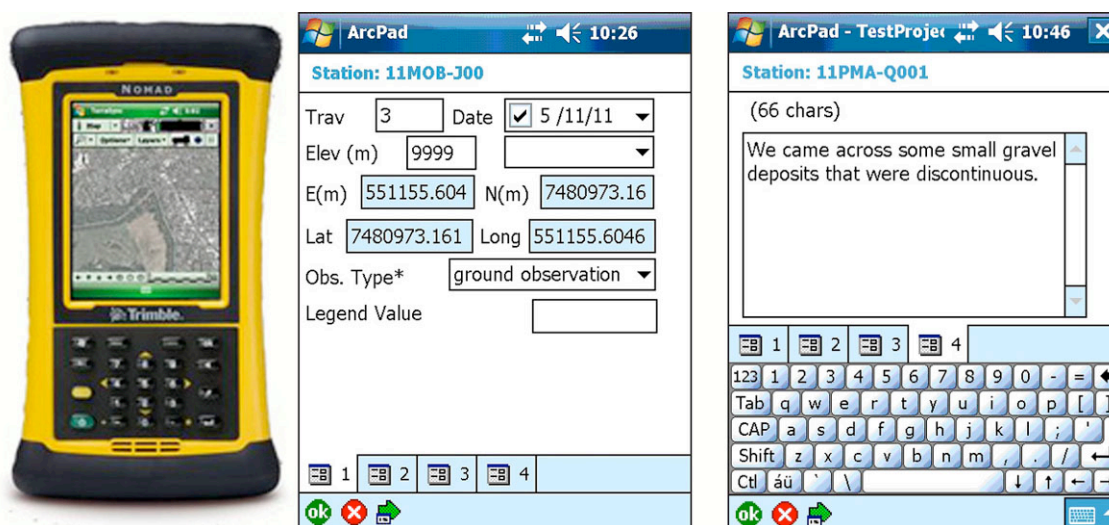 NOMAD
Trimble.
ArcPad 10:26
Station: 11MOB-J00
Trav 3 Date 5 /11/11
Elev (m) 9999
E(m) 551155.604 N(m) 7480973.16
Lat 7480973.161 Long 551155.6046
Obs. Type* ground observation
Legend Value
1 2 3 4
ok
ArcPad - TestProjec 10:46
Station: 11PMA-Q001
(66 chars)
We came across some small gravel
deposits that were discontinuous.
1 2 3 4
123 1 2 3 4 5 6 7 8 9 0 - =
Tab q w e r t y u i o p [ ]
CAP a s d f g h j k l ; '
Shift z x c v b n m , . /
Ctl áü ` \
ok